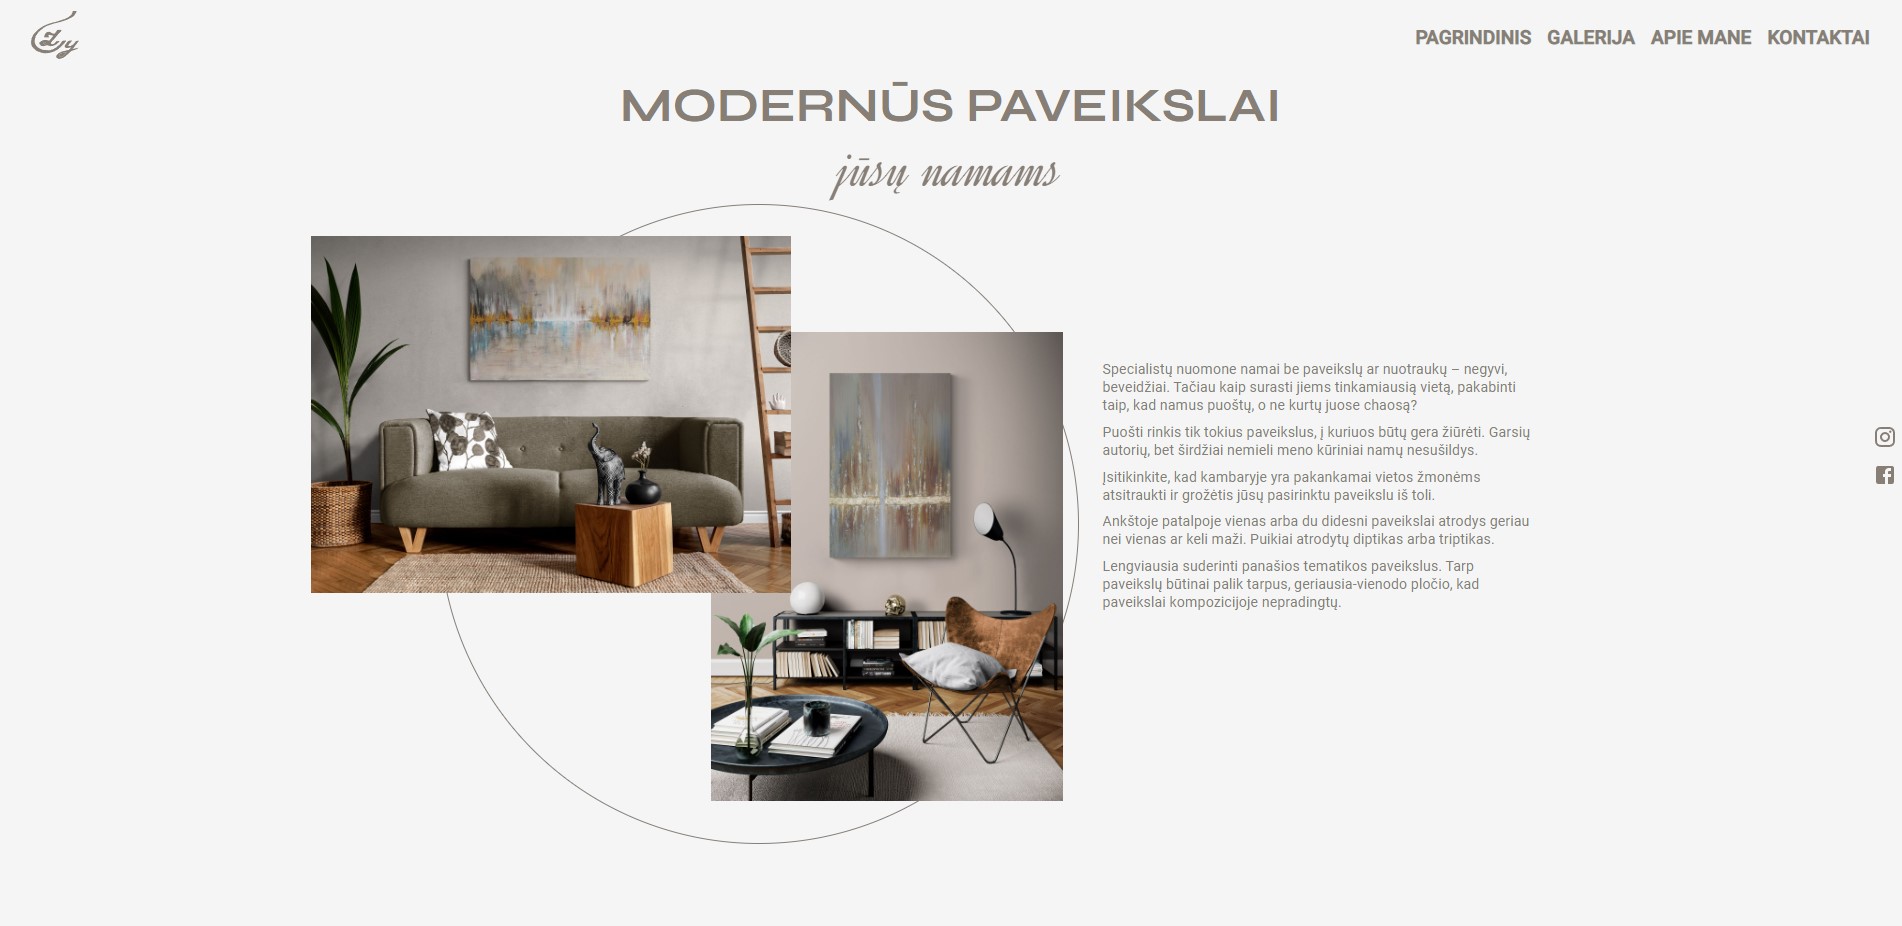 PAGRINDINIS GALERIJA APIE MANE KONTAKTAI
MODERNŪS PAVEIKSLAI
jūsų namams
Specialistų nuomone namai be paveikslų ar nuotraukų – negyvi,
beveidžiai. Tačiau kaip surasti jiems tinkamiausią vietą, pakabinti
taip, kad namus puoštų, o ne kurtų juose chaosą?
Puošti rinkis tik tokius paveikslus, į kuriuos būtų gera žiūrėti. Garsių
autorių, bet širdžiai nemieli meno kūriniai namų nesušildys.
Įsitikinkite, kad kambaryje yra pakankamai vietos žmonėms
atsitraukti ir grožėtis jūsų pasirinktu paveikslu iš toli.
Ankštoje patalpoje vienas arba du didesni paveikslai atrodys geriau
nei vienas ar keli maži. Puikiai atrodytų diptikas arba triptikas.
Lengviausia suderinti panašios tematikos paveikslus. Tarp
paveikslų būtinai palik tarpus, geriausia-vienodo pločio, kad
paveikslai kompozicijoje nepradingtų.